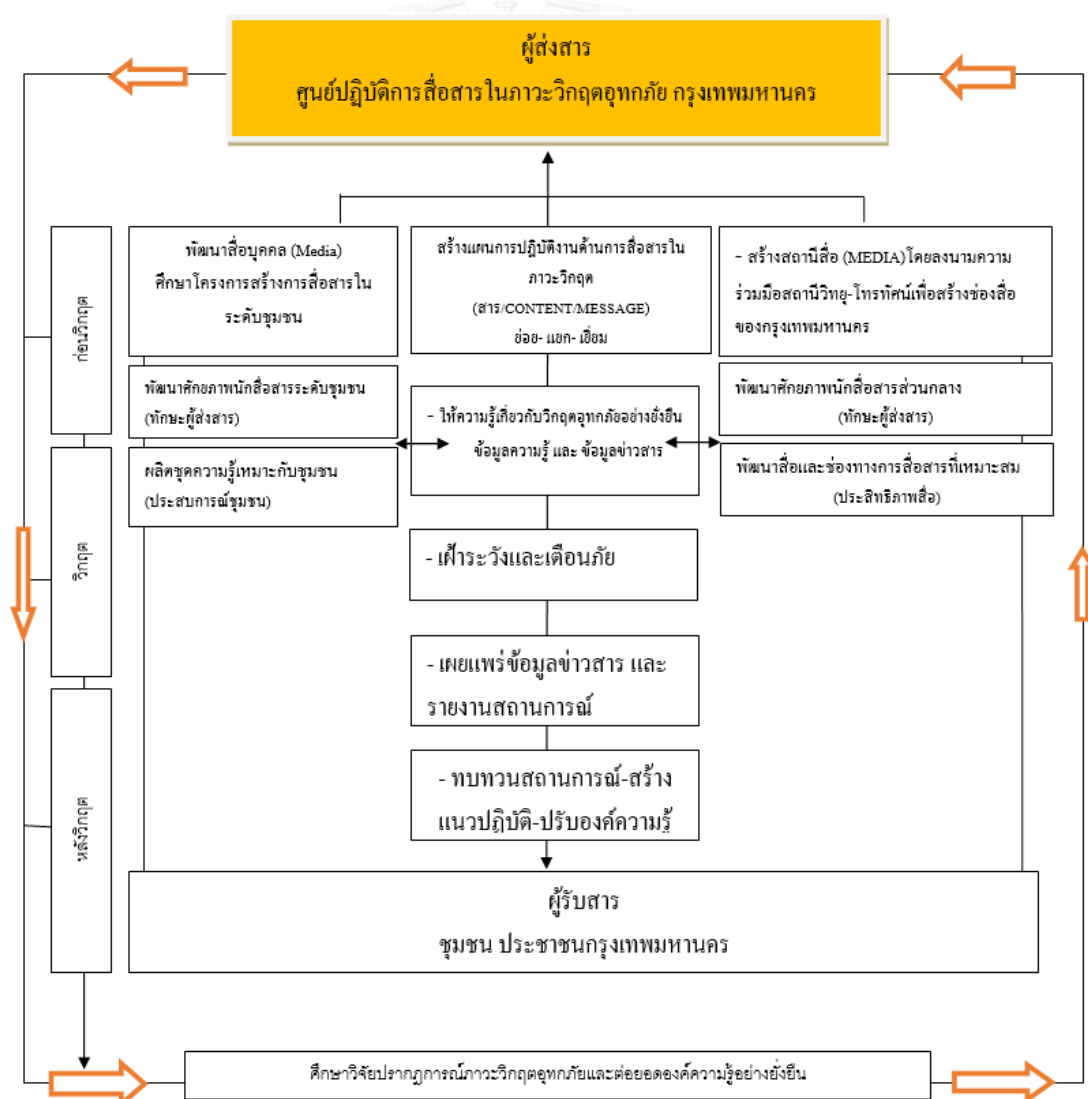 ผู้ส่งสาร
ศูนย์ปฏิบัติการสื่อสารในภาวะวิกฤตอุทกภัย กรุงเทพมหานคร
ก่อนวิกฤต
พัฒนาสื่อบุคคล (Media)
ศึกษาโครงการสร้างการสื่อสารใน
ระดับชุมชน
สร้างแผนการปฏิบัติงานด้านการสื่อสารใน
ภาวะวิกฤต
(สาร/CONTENT/MESSAGE)
ย่อย- แยก- เยี่ยม
- สร้างสถานีสื่อ (MEDIA)โดยลงนามความ
ร่วมมือสถานีวิทยุ-โทรทัศน์เพื่อสร้างช่องสื่อ
ของกรุงเทพมหานคร
พัฒนาศักยภาพนักสื่อสารระดับชุมชน
(ทักษะผู้ส่งสาร)
- ให้ความรู้เกี่ยวกับวิกฤตอุทกภัยอย่างยั่งยืน
ข้อมูลความรู้ และ ข้อมูลข่าวสาร
พัฒนาศักยภาพนักสื่อสารส่วนกลาง
(ทักษะผู้ส่งสาร)
วิกฤต
ผลิตชุดความรู้เหมาะกับชุมชน
(ประสบการณ์ชุมชน)
พัฒนาสื่อและช่องทางการสื่อสารที่เหมาะสม
(ประสิทธิภาพสื่อ)
- เฝ้าระวังและเตือนภัย
- เผยแพร่ข้อมูลข่าวสาร และ
รายงานสถานการณ์
หลังวิกฤต
- ทบทวนสถานการณ์-สร้าง
แนวปฏิบัติ-ปรับองค์ความรู้
ผู้รับสาร
ชุมชน ประชาชนกรุงเทพมหานคร
ศึกษาวิจัยปรากฏการณ์ภาวะวิกฤตอุทกภัยและต่อยอดองค์ความรู้อย่างยั่งยืน